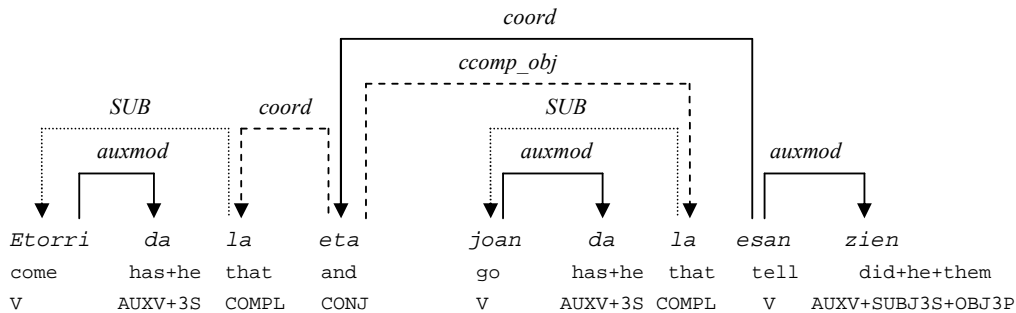 coord
ccomp_obj
SUB coord SUB
auxmod auxmod auxmod
Etorri da la eta joan da la esan zien
come has+he that and go has+he that tell did+he+them
V AUXV+3S COMPL CONJ V AUXV+3S COMPL V AUXV+SUBJ3S+OBJ3P